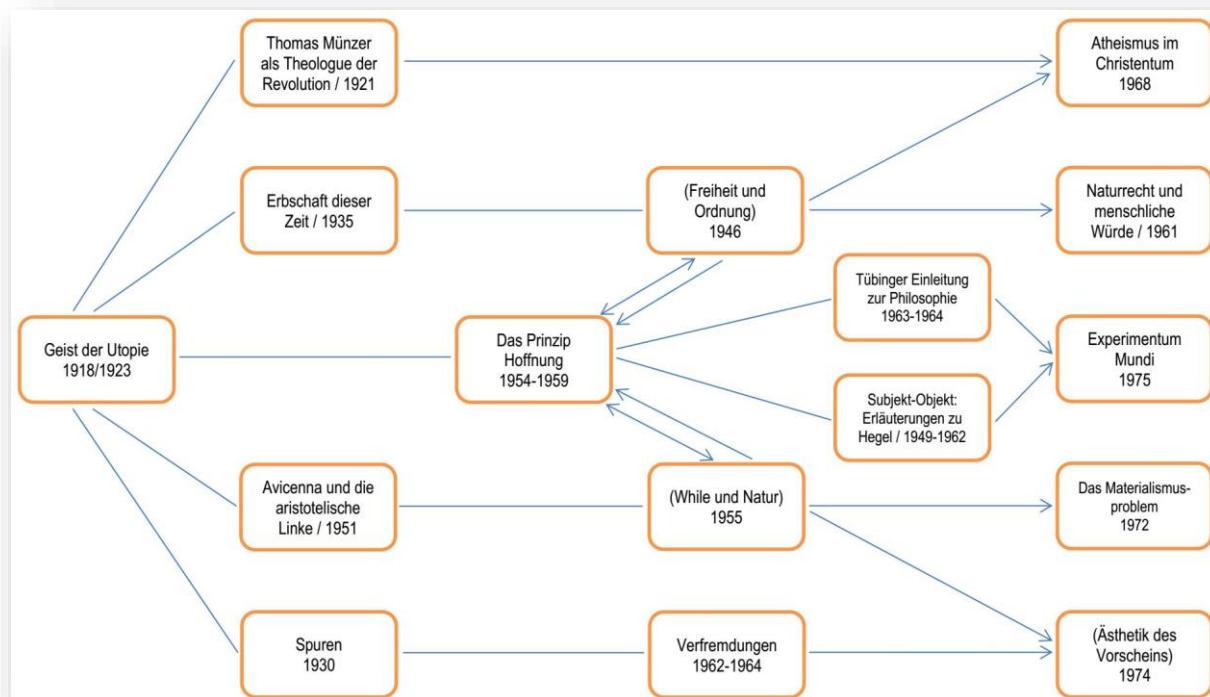 Thomas Münzer
als Theologue der
Revolution / 1921
Atheismus im
Christentum
1968
Erbschaft dieser
Zeit / 1935
(Freiheit und
Ordnung)
1946
Naturrecht und
menschliche
Würde / 1961
Tübinger Einleitung
zur Philosophie
1963-1964
Geist der Utopie
1918/1923
Das Prinzip
Hoffnung
1954-1959
Experimentum
Mundi
1975
Subjekt-Objekt:
Erläuterungen zu
Hegel / 1949-1962
Avicenna und die
aristotelische
Linke / 1951
(While und Natur)
1955
Das Materialismus-
problem
1972
Spuren
1930
Verfremdungen
1962-1964
(Ästhetik des
Vorscheins)
1974